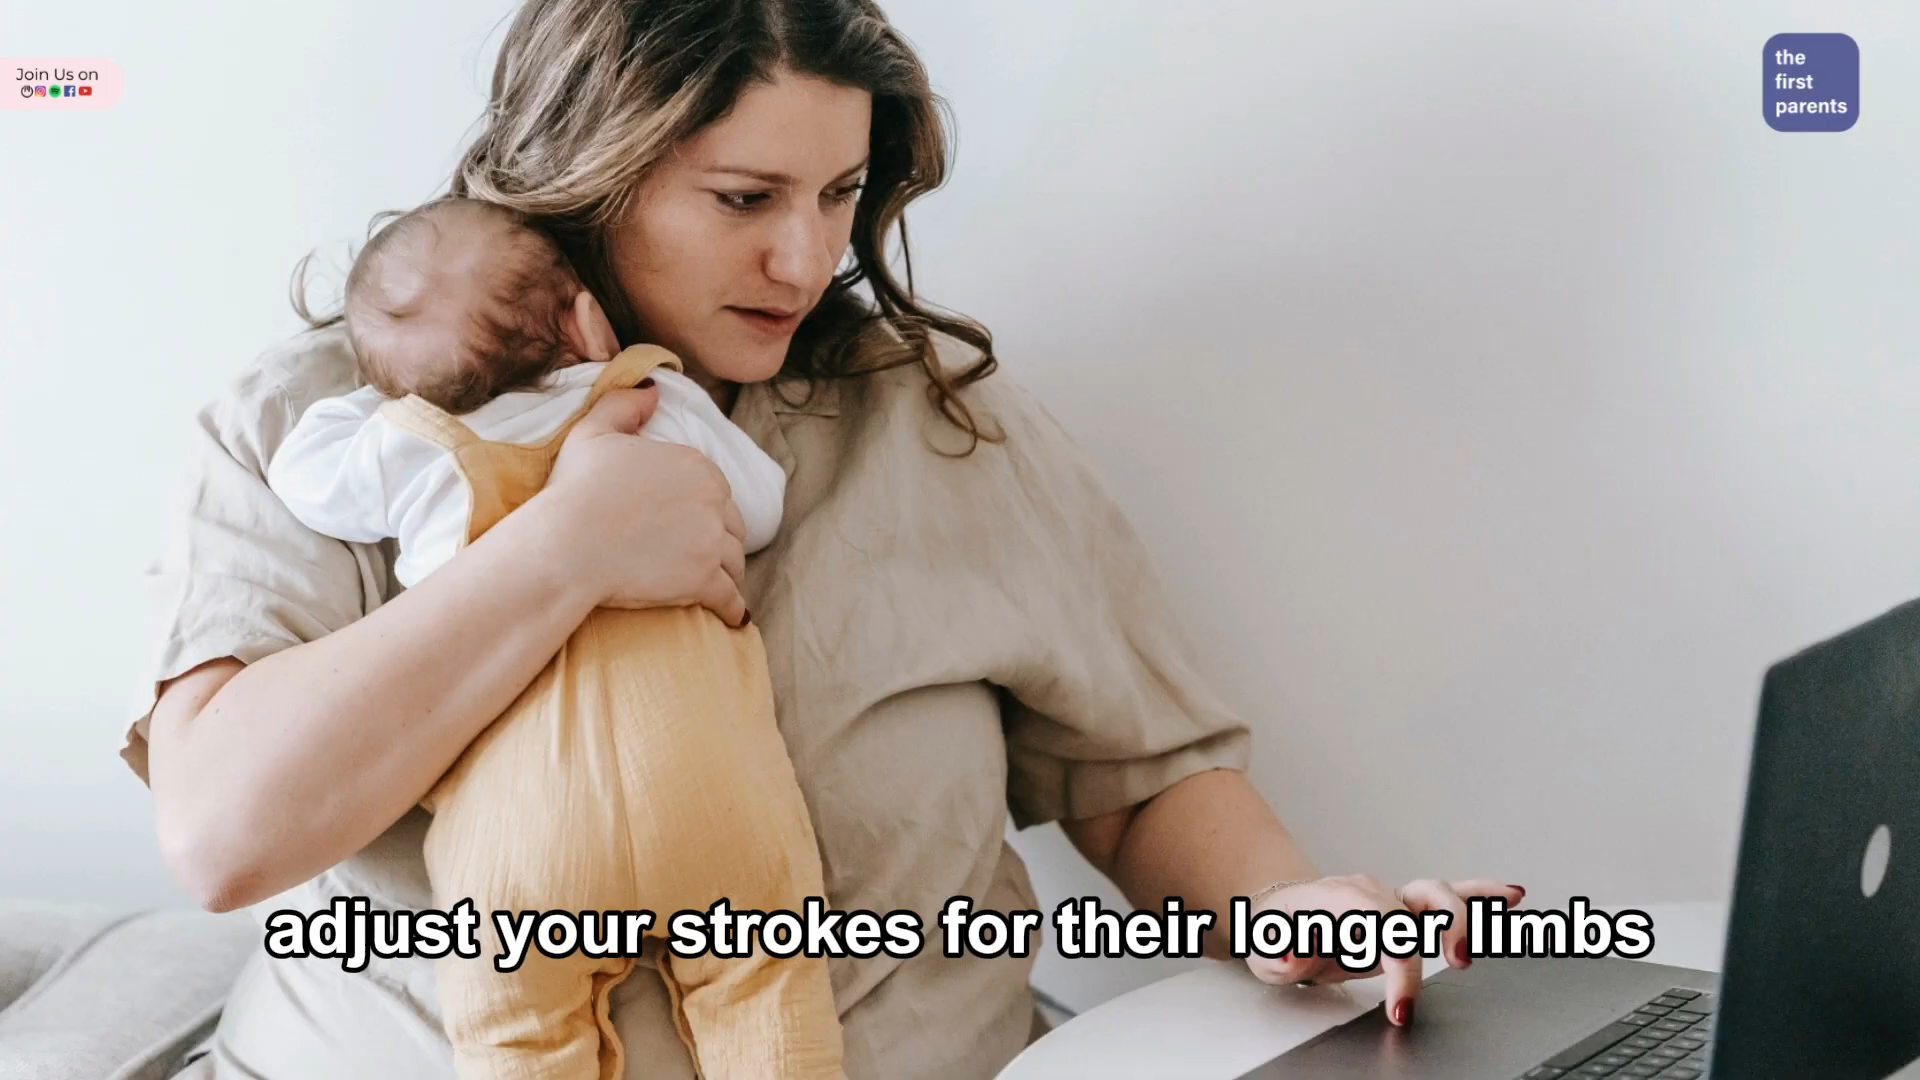 Join Us on
the
first
parents
adjust your strokes for their longer limbs